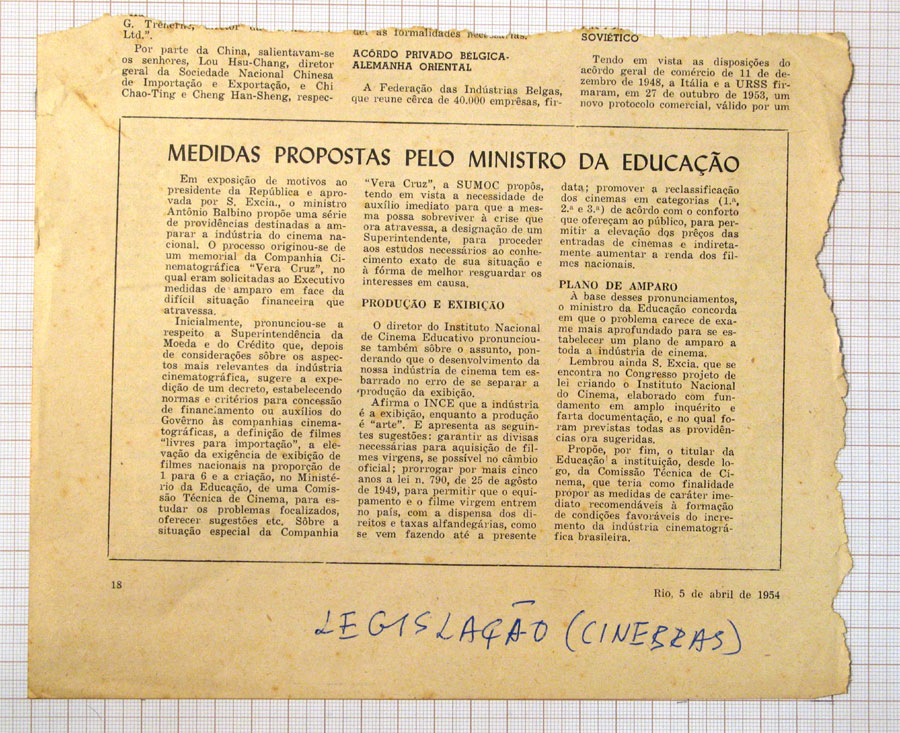 G. Trêherne, diretor
Ltd.".
Por parte da China, salientavam-se
os senhores, Lou Hsu-Chang, diretor
geral da Sociedade Nacional Chinesa
de Importação e Exportação, e Chi
Chao-Ting e Cheng Han-Sheng, respec-
as formalidades necessárias.
ACÔRDO PRIVADO BÉLGICA-
ALEMANHA ORIENTAL
A Federação das Indústrias Belgas,
que reune cêrca de 40.000 emprêsas, fir-
SOVIÉTICO
Tendo em vista as disposições do
acôrdo geral de comércio de 11 de de-
zembro de 1948, a Itália e a URSS fir-
maram, em 27 de outubro de 1953, um
novo protocolo comercial, válido por um
MEDIDAS PROPOSTAS PELO MINISTRO DA EDUCAÇÃO
Em exposição de motivos ao
presidente da República e apro-
vada por S. Excia., o ministro
Antônio Balbino propõe uma série
de providências destinadas a am-
parar a indústria do cinema na-
cional. O processo originou-se de
um memorial da Companhia Ci-
nematográfica "Vera Cruz", no
qual eram solicitadas ao Executivo
medidas de amparo em face da
difícil situação financeira que
atravessa.
Inicialmente, pronunciou-se a
respeito a Superintendência da
Moeda e do Crédito que, depois
de considerações sôbre os aspec-
tos mais relevantes da indústria
cinematográfica, sugere a expe-
dição de um decreto, estabelecendo
normas e critérios para concessão
de financiamento ou auxílios do
Govêrno às companhias cinema-
tográficas, a definição de filmes
"livres para importação", a ele-
vação da exigência de exibição de
filmes nacionais na proporção de
1 para 6 e a criação, no Ministé-
rio da Educação, de uma Comis-
são Técnica de Cinema, para es-
tudar os problemas focalizados,
oferecer sugestões etc. Sôbre a
situação especial da Companhia
"Vera Cruz", a SUMOC propôs,
tendo em vista a necessidade de
auxílio imediato para que a mes-
ma possa sobreviver à crise que
ora atravessa, a designação de um
Superintendente, para proceder
aos estudos necessários ao conhe-
cimento exato de sua situação e
à fórma de melhor resguardar os
interesses em causa.
PRODUÇÃO E EXIBIÇÃO
O diretor do Instituto Nacional
de Cinema Educativo pronunciou-
se também sôbre o assunto, pon-
derando que o desenvolvimento da
nossa indústria de cinema tem es-
barrado no erro de se separar a
produção da exibição.
Afirma o INCE que a indústria
é a exibição, enquanto a produção
é "arte". E apresenta as seguin-
tes sugestões: garantir as divisas
necessárias para aquisição de fil-
mes virgens, se possível no câmbio
oficial; prorrogar por mais cinco
anos a lei n. 790, de 25 de agôsto
de 1949, para permitir que o equi-
pamento e o filme virgem entrem
no país, com a dispensa dos di-
reitos e taxas alfandegárias, como
se vem fazendo até a presente
data; promover a reclassificação
dos cinemas em categorias (1.ª,
2.ª e 3.ª) de acôrdo com o conforto
que ofereçam ao público, para per-
mitir a elevação dos prêços das
entradas de cinemas e indireta-
mente aumentar a renda dos fil-
mes nacionais.
PLANO DE AMPARO
À base desses pronunciamentos,
o ministro da Educação concorda
em que o problema carece de exa-
me mais aprofundado para se es-
tabelecer um plano de amparo a
toda a indústria de cinema.
Lembrou ainda S. Excia. que se
encontra no Congresso projeto de
lei criando o Instituto Nacional
do Cinema, elaborado com fun-
damento em amplo inquérito e
farta documentação, e no qual fo-
ram previstas todas as providên-
cias ora sugeridas.
Propõe, por fim, o titular da
Educação a instituição, desde lo-
go, da Comissão Técnica de Ci-
nema, que teria como finalidade
propor as medidas de caráter ime-
diato recomendáveis à formação
de condições favoráveis do incre-
mento da indústria cinematográ-
fica brasileira.
18
Rio, 5 de abril de 1954
LEGISLAÇÃO (CINEBRAS)